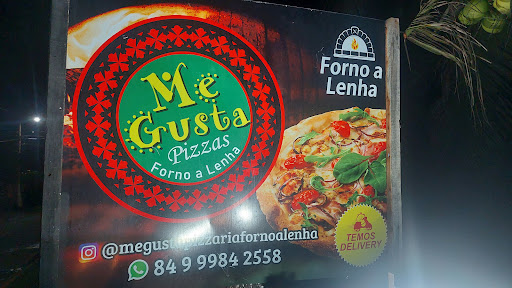 Me
Gusta
Pizzas
Forno a Lenha
Forno a
Lenha
TEMOS
DELIVERY
@megustapizzariafornoalenha
84 9 9984 2558